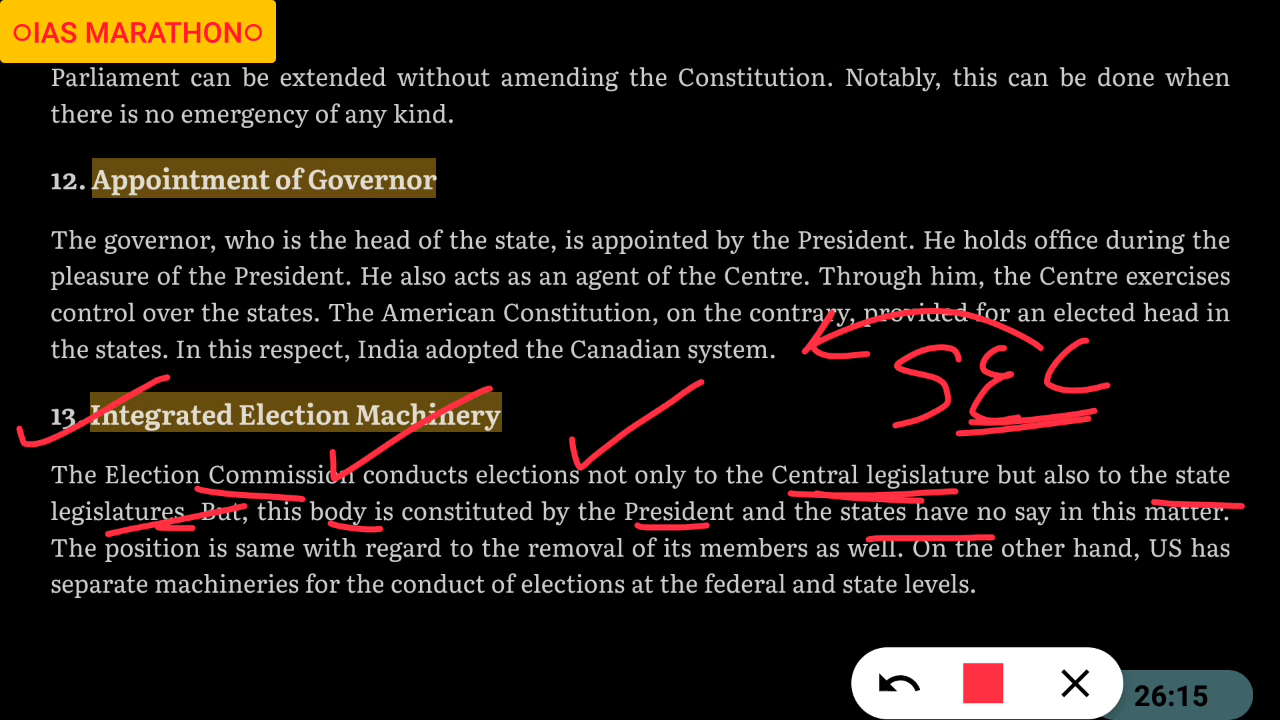 ○IAS MARATHON○
Parliament can be extended without amending the Constitution. Notably, this can be done when
there is no emergency of any kind.
12. Appointment of Governor
The governor, who is the head of the state, is appointed by the President. He holds office during the
pleasure of the President. He also acts as an agent of the Centre. Through him, the Centre exercises
control over the states. The American Constitution, on the contrary, provided for an elected head in
the states. In this respect, India adopted the Canadian system.
SEC
13. Integrated Election Machinery
The Election Commission conducts elections not only to the Central legislature but also to the state
legislatures. But, this body is constituted by the President and the states have no say in this matter.
The position is same with regard to the removal of its members as well. On the other hand, US has
separate machineries for the conduct of elections at the federal and state levels.
26:15